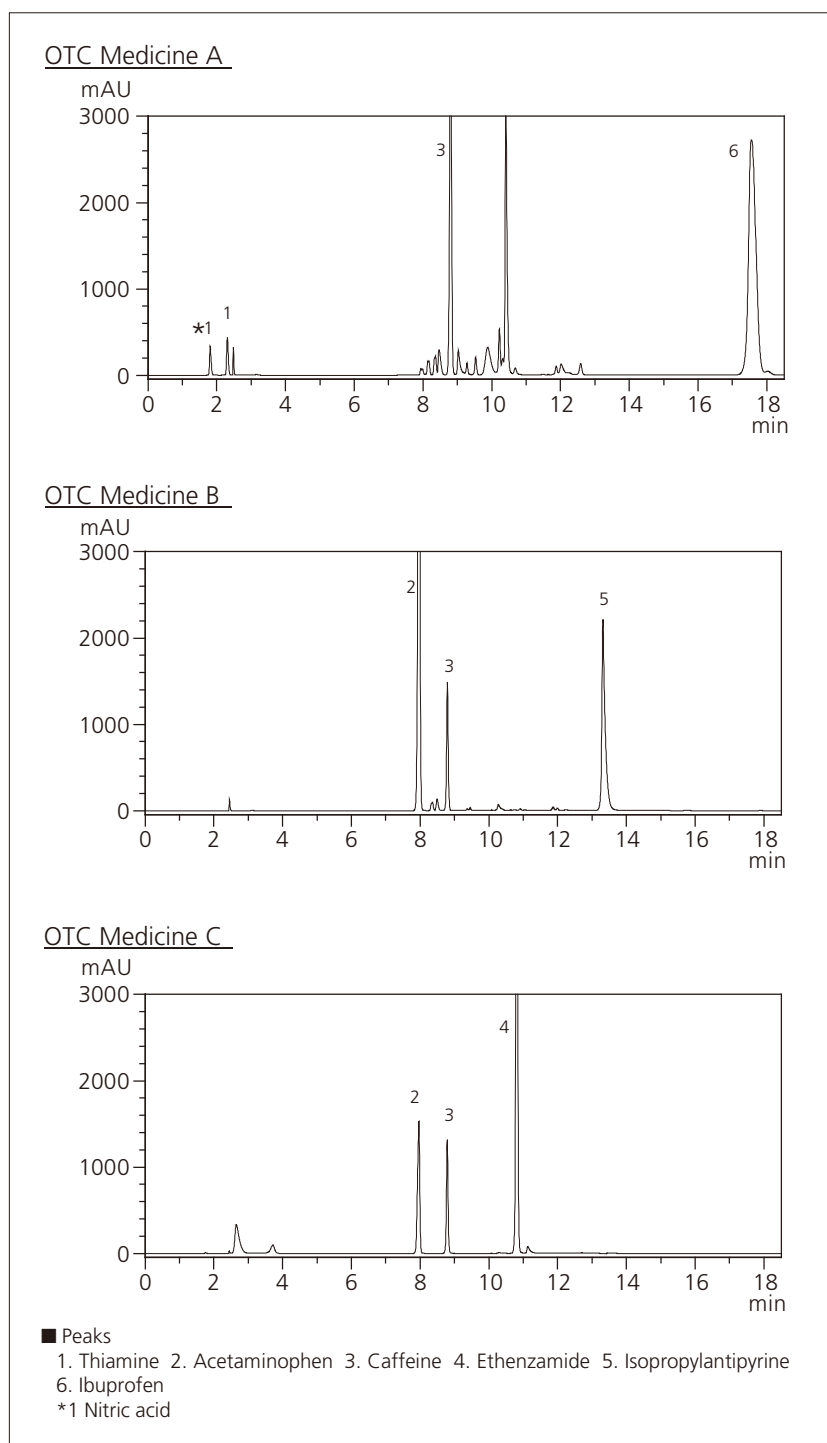 OTC Medicine A
mAU
3000
3
6
2000
1000
*1 1
0
0 2 4 6 8 10 12 14 16 18
min
OTC Medicine B
mAU
3000
2
5
2000
3
1000
0
0 2 4 6 8 10 12 14 16 18
min
OTC Medicine C
mAU
3000
4
2000
2
3
1000
0
0 2 4 6 8 10 12 14 16 18
min
■ Peaks
1. Thiamine 2. Acetaminophen 3. Caffeine 4. Ethenzamide 5. Isopropylantipyrine
6. Ibuprofen
*1 Nitric acid